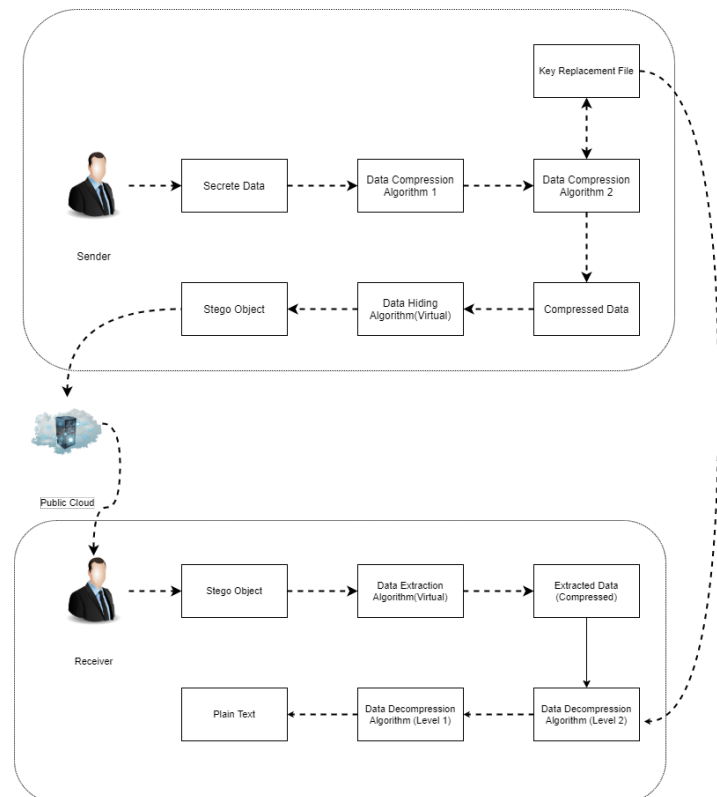 Key Replacement File
Secrete Data
Data Compression
Algorithm 1
Data Compression
Algorithm 2
Sender
Stego Object
Data Hiding
Algorithm(Virtual)
Compressed Data
Public Cloud
Stego Object
Data Extraction
Algorithm(Virtual)
Extracted Data
(Compressed)
Receiver
Plain Text
Data Decompression
Algorithm (Level 1)
Data Decompression
Algorithm (Level 2)